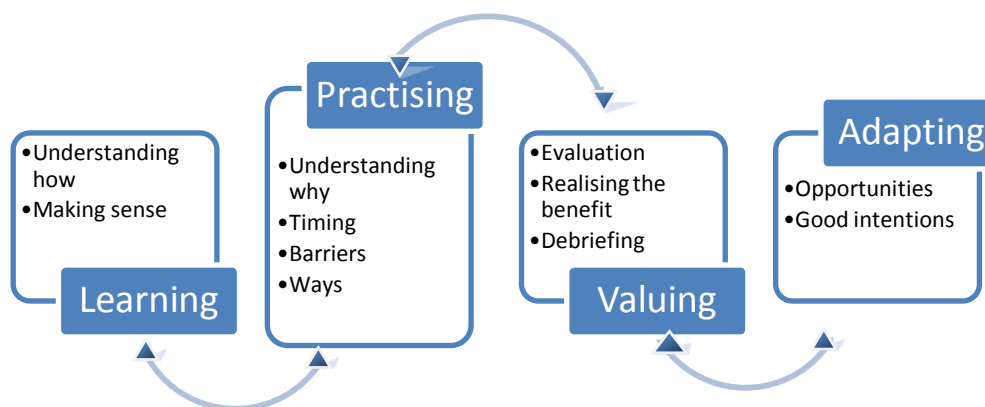 •Understanding
how
•Making sense
Learning
Practising
•Understanding
why
•Timing
•Barriers
•Ways
•Evaluation
•Realising the
benefit
•Debriefing
Valuing
Adapting
•Opportunities
•Good intentions